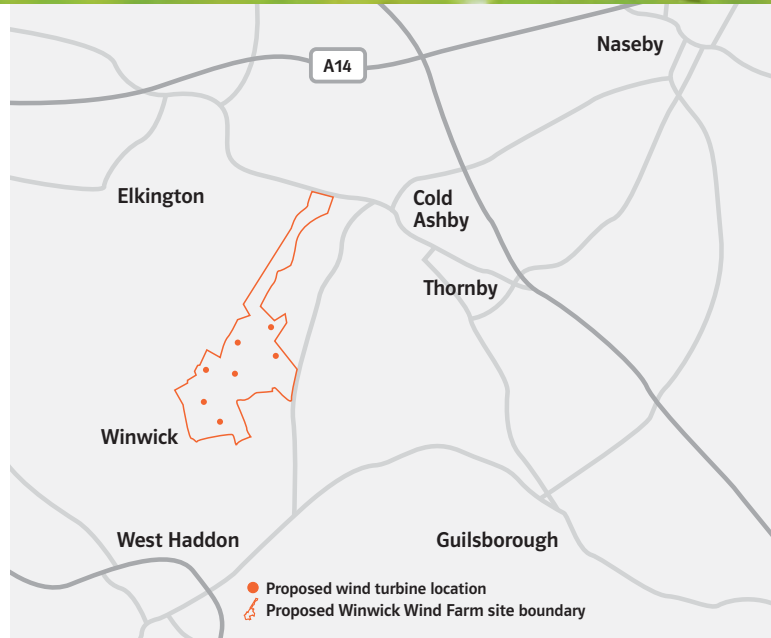 Naseby
A14
Elkington
Cold
Ashby
Thornby
Winwick
West Haddon
Guilsborough
Proposed wind turbine location
Proposed Winwick Wind Farm site boundary